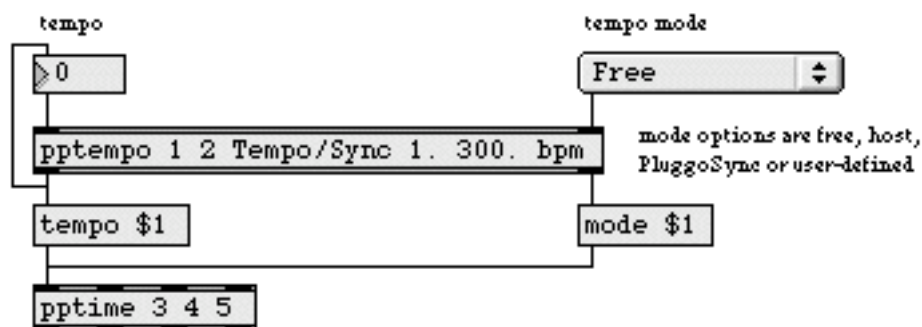 tempo
tempo mode
0
Free
pptempo 1 2 Tempo/Sync 1. 300. bpm
mode options are free, host,
PluggoSync or user-defined
tempo $1
mode $1
pptime 3 4 5